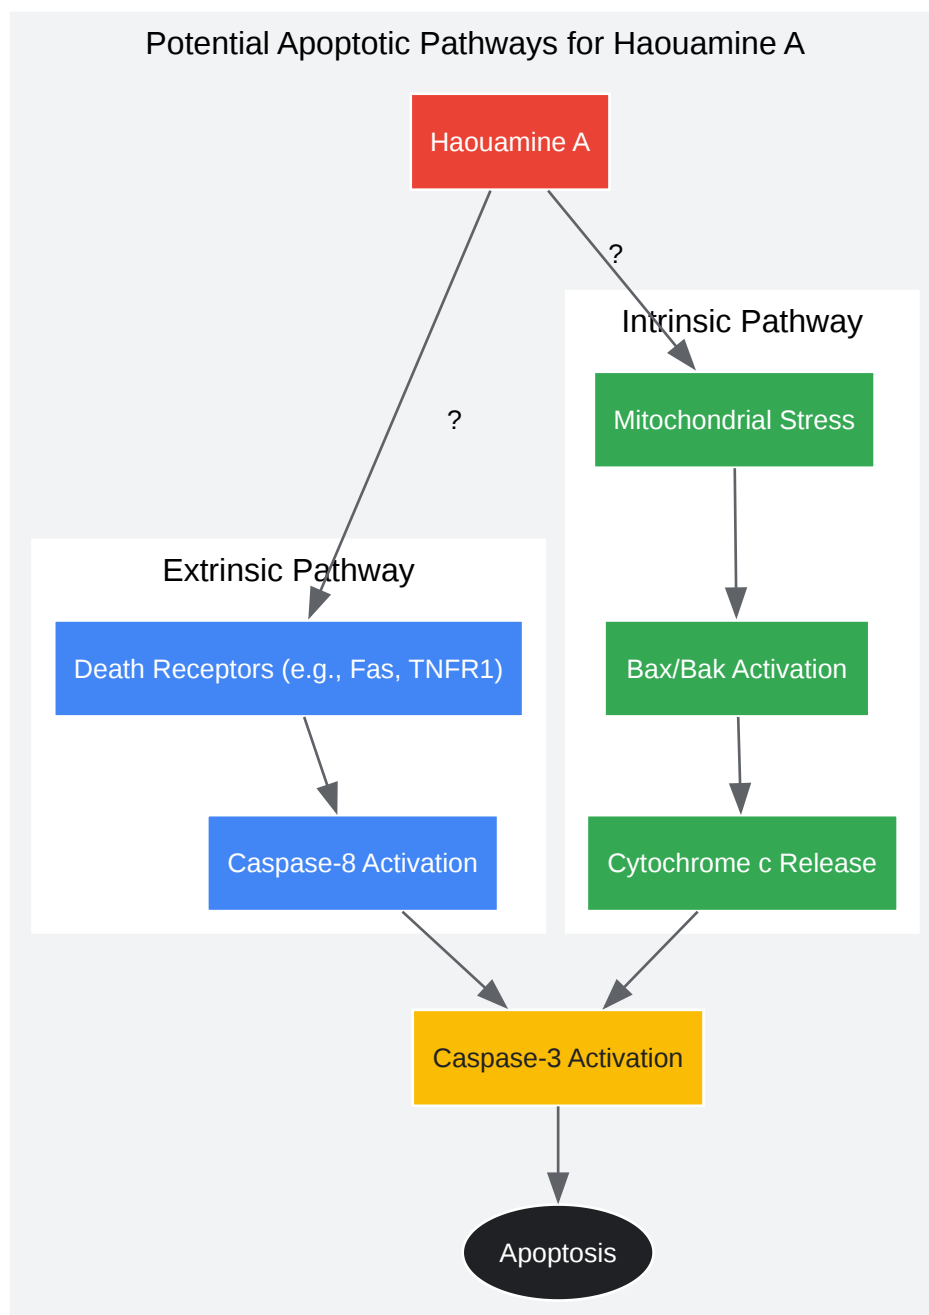 Potential Apoptotic Pathways for Haouamine A
Haouamine A
?
Intrinsic Pathway
Mitochondrial Stress
?
Extrinsic Pathway
Death Receptors (e.g., Fas, TNFR1)
Bax/Bak Activation
Caspase-8 Activation
Cytochrome c Release
Caspase-3 Activation
Apoptosis